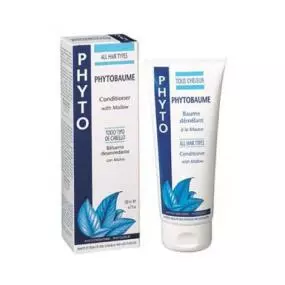 ALL HAIR TYPES
PHYTO
PHYTOBAUME
Conditioner
with Mallow
TODO TIPO
DE CABELLO
Bálsamo
desenredante
con Malva
PHYTO
TOUS CHEVEUX
PHYTOBAUME
Baume
démêlant
à la Mauve
ALL HAIR TYPES
Conditioner
with Mallow